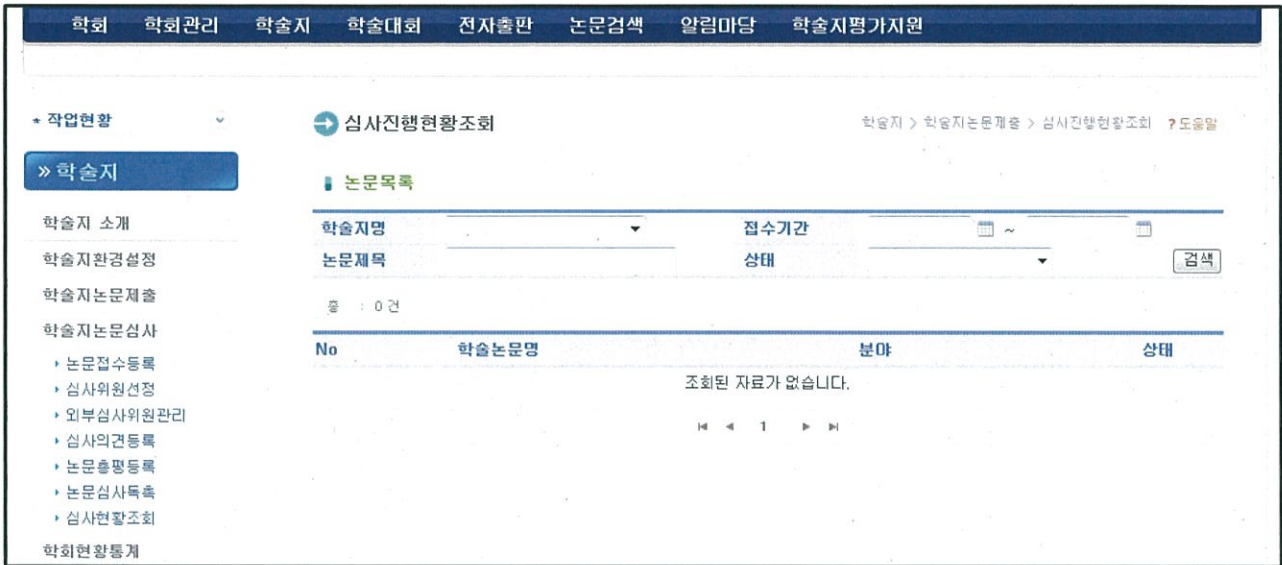 학회 학회관리 학술지 학술대회 전자출판 논문검색 알림마당 학술지평가지원
* 작업현황
심사진행현황조회
학술지 > 학술지논문제출 > 심사진행현황조회 ?도움말
» 학술지
논문목록
학술지 소개
학술지환경설정
학술지논문제출
학술지논문심사
논문접수등록
심사위원선정
외부심사위원관리
심사의견등록
논문총평등록
논문심사독촉
심사현황조회
학회현황통계
학술지명 접수기간 ~
논문제목 상태 검색
총 : 0 건
No 학술논문명 분야 상태
조회된 자료가 없습니다.
1